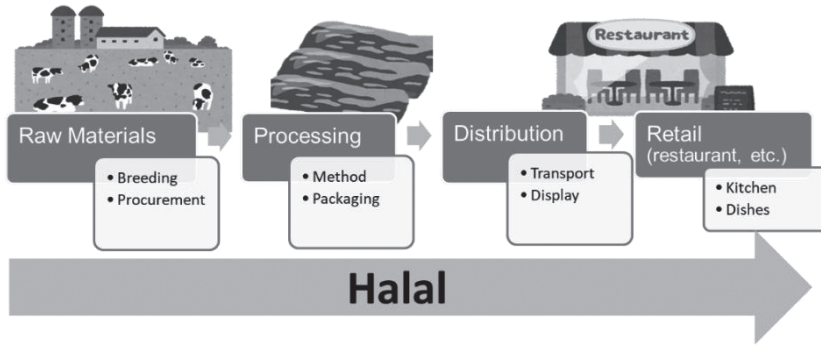 Restaurant
Raw Materials
• Breeding
• Procurement
Processing
• Method
• Packaging
Distribution
• Transport
• Display
Retail
(restaurant, etc.)
• Kitchen
• Dishes
Halal